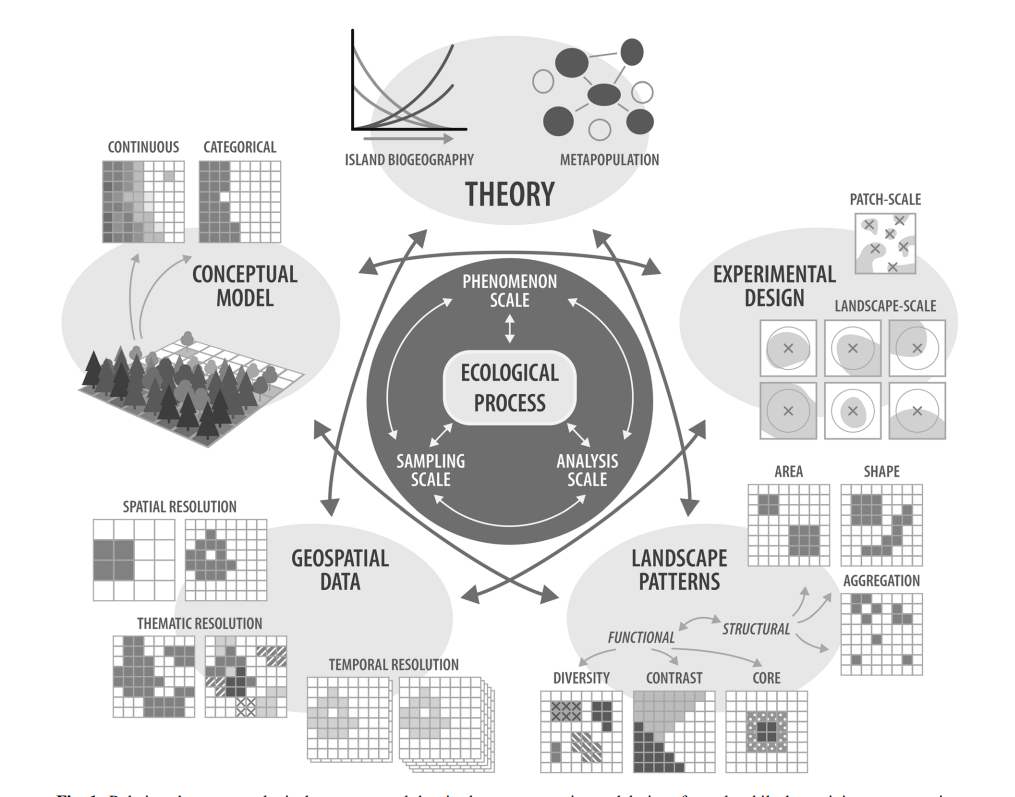 ISLAND BIOGEOGRAPHY
METAPOPULATION
THEORY
CONTINUOUS
CATEGORICAL
CONCEPTUAL
MODEL
PATCH-SCALE
EXPERIMENTAL
DESIGN
LANDSCAPE-SCALE
PHENOMENON
SCALE
ECOLOGICAL
PROCESS
SAMPLING
SCALE
ANALYSIS
SCALE
SPATIAL RESOLUTION
GEOSPATIAL
DATA
THEMATIC RESOLUTION
TEMPORAL RESOLUTION
LANDSCAPE
PATTERNS
AREA
SHAPE
AGGREGATION
FUNCTIONAL
STRUCTURAL
DIVERSITY
CONTRAST
CORE